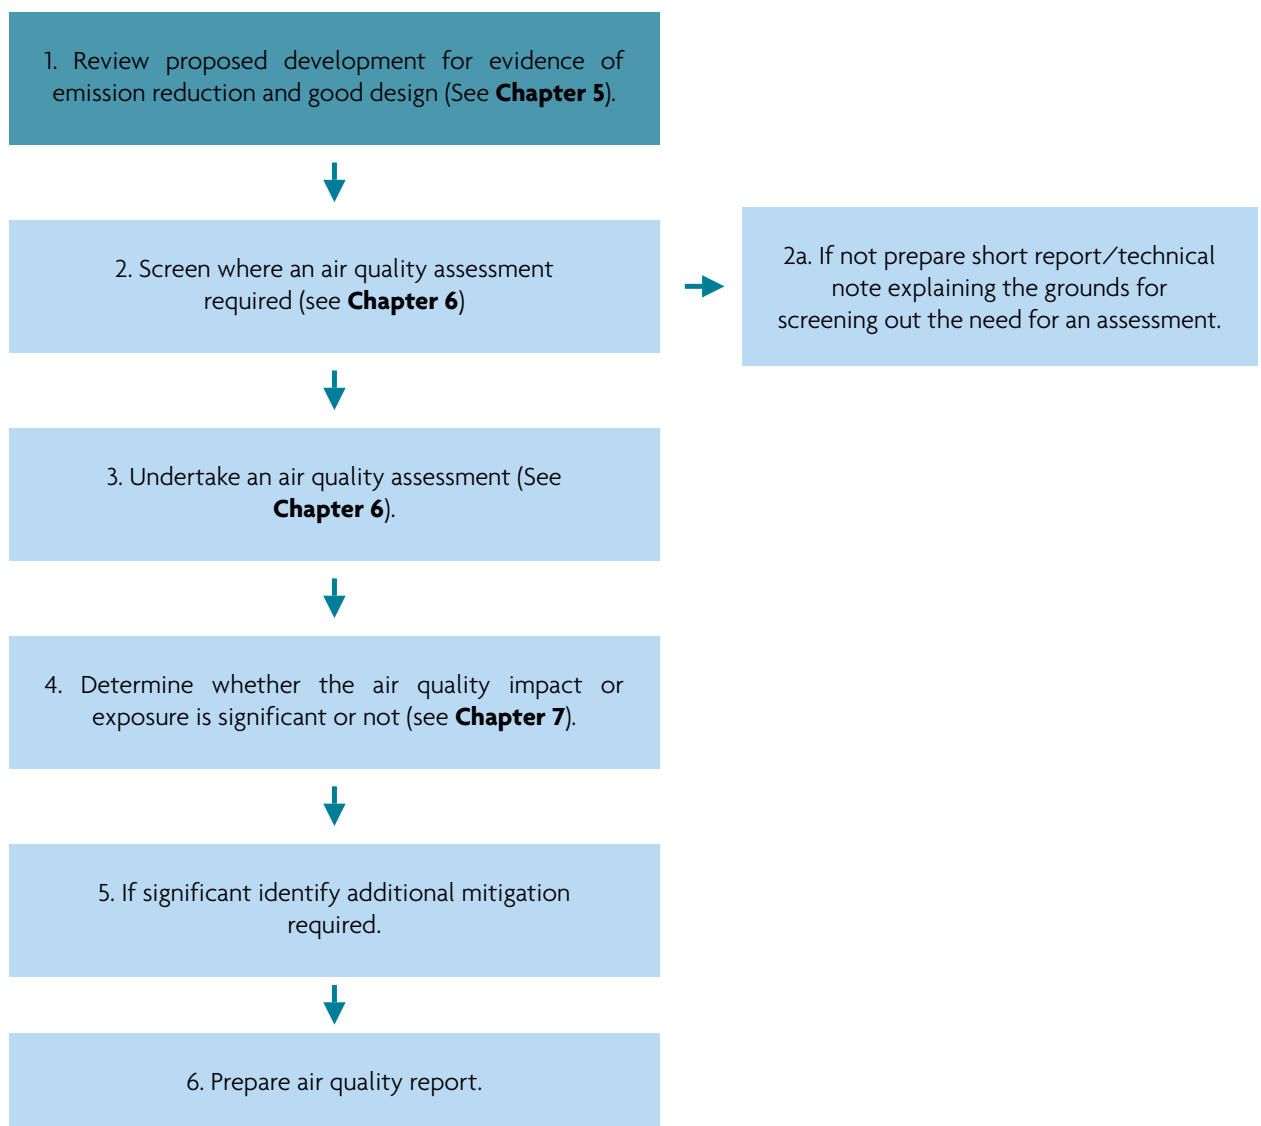 1. Review proposed development for evidence of
emission reduction and good design (See Chapter 5).
2. Screen where an air quality assessment
required (see Chapter 6)
2a. If not prepare short report/technical
note explaining the grounds for
screening out the need for an assessment.
3. Undertake an air quality assessment (See
Chapter 6).
4. Determine whether the air quality impact or
exposure is significant or not (see Chapter 7).
5. If significant identify additional mitigation
required.
6. Prepare air quality report.